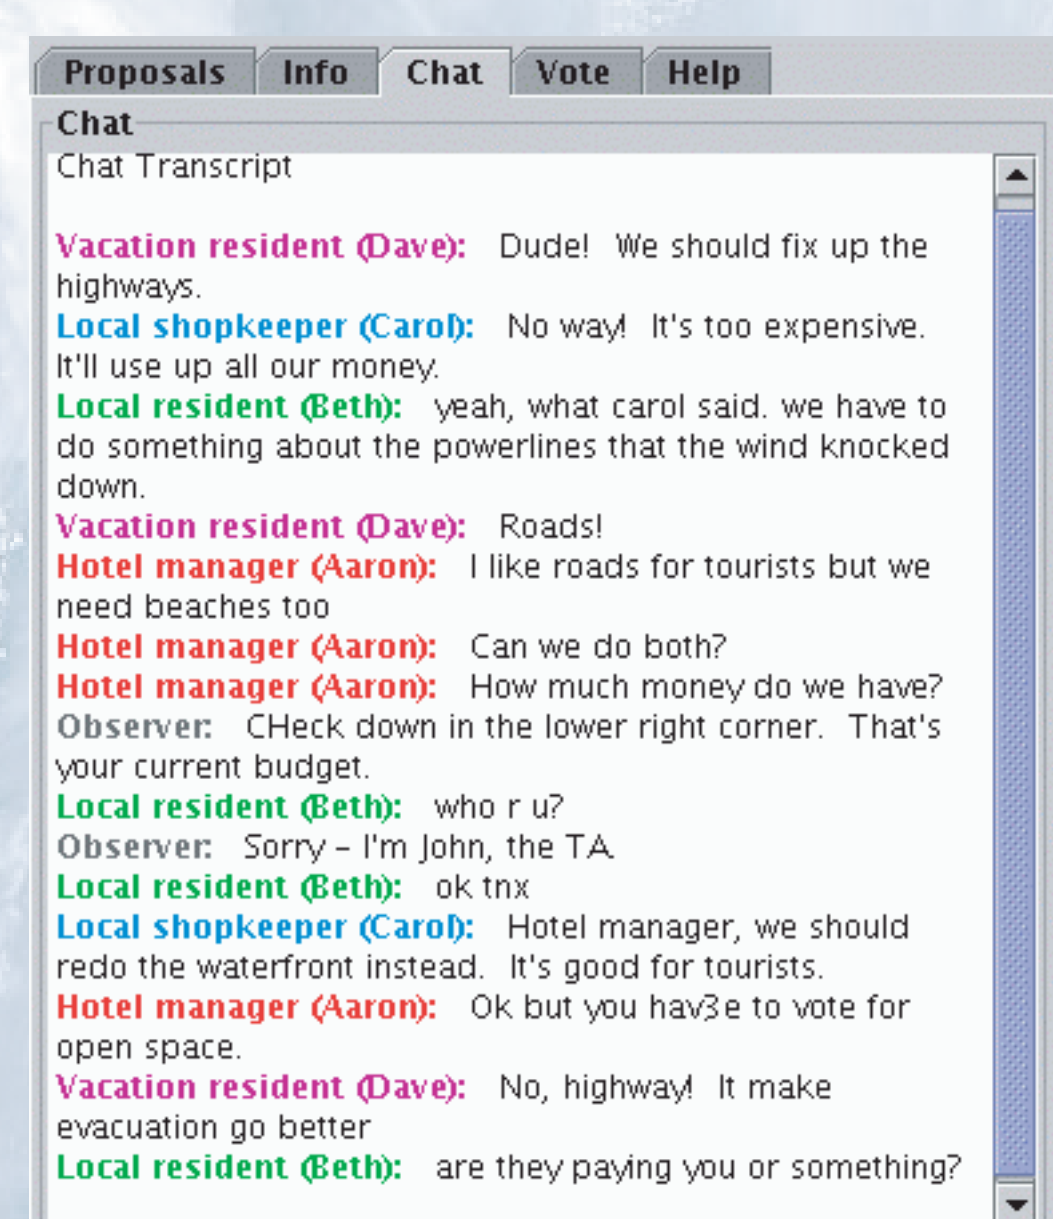 Proposals Info Chat Vote Help
Chat
Chat Transcript
Vacation resident (Dave): Dude! We should fix up the
highways.
Local shopkeeper (Carol): No way! It's too expensive.
It'll use up all our money.
Local resident (Beth): yeah, what carol said. we have to
do something about the powerlines that the wind knocked
down.
Vacation resident (Dave): Roads!
Hotel manager (Aaron): I like roads for tourists but we
need beaches too
Hotel manager (Aaron): Can we do both?
Hotel manager (Aaron): How much money do we have?
Observer: CHeck down in the lower right corner. That's
your current budget.
Local resident (Beth): who r u?
Observer: Sorry – I'm John, the TA.
Local resident (Beth): ok tnx
Local shopkeeper (Carol): Hotel manager, we should
redo the waterfront instead. It's good for tourists.
Hotel manager (Aaron): Ok but you hav3e to vote for
open space.
Vacation resident (Dave): No, highway! It make
evacuation go better
Local resident (Beth): are they paying you or something?